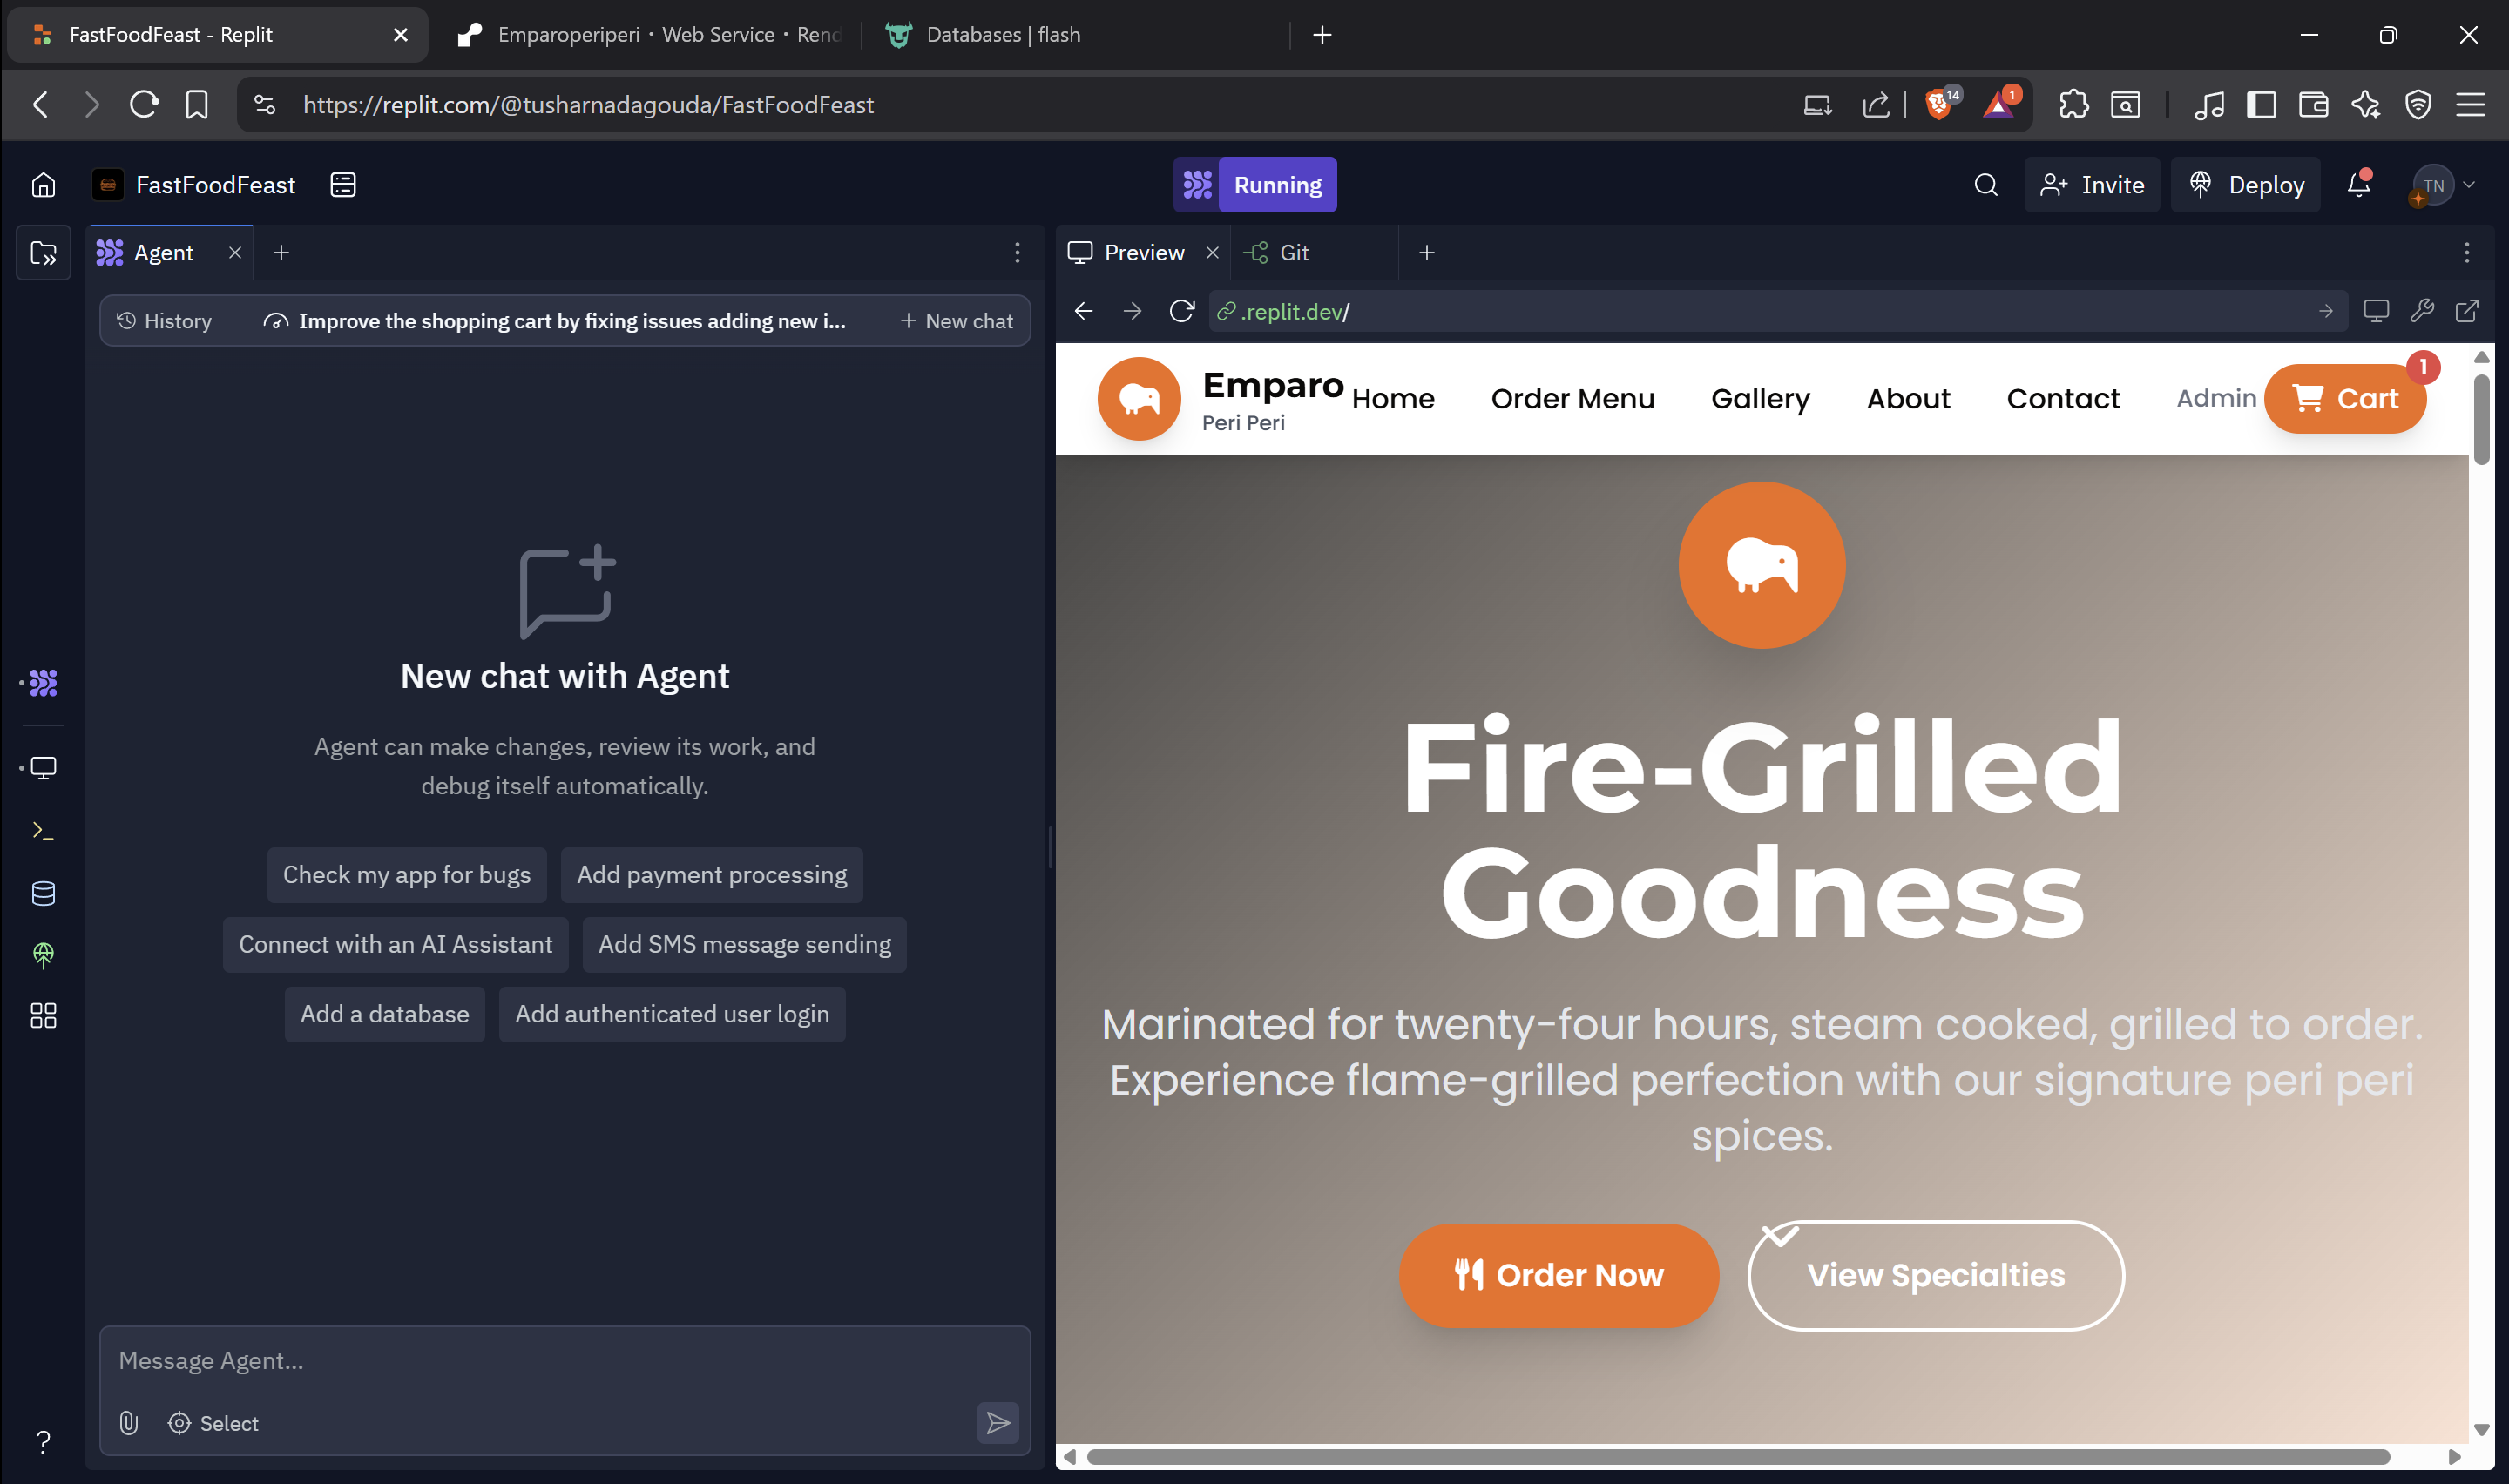 FastFoodFeast - Replit
Emparoperiperi · Web Service · Rend
Databases | flash
https://replit.com/@tusharnadagouda/FastFoodFeast
14
1
FastFoodFeast
Running
Invite
Deploy
TN
Agent
Preview
Git
History
Improve the shopping cart by fixing issues adding new i...
New chat
.replit.dev/
Emparo
Peri Peri
Home
Order Menu
Gallery
About
Contact
Admin
Cart
1
New chat with Agent
Agent can make changes, review its work, and
debug itself automatically.
Check my app for bugs
Add payment processing
Connect with an AI Assistant
Add SMS message sending
Add a database
Add authenticated user login
Message Agent...
Select
Fire-Grilled
Goodness
Marinated for twenty-four hours, steam cooked, grilled to order.
Experience flame-grilled perfection with our signature peri peri
spices.
Order Now
View Specialties